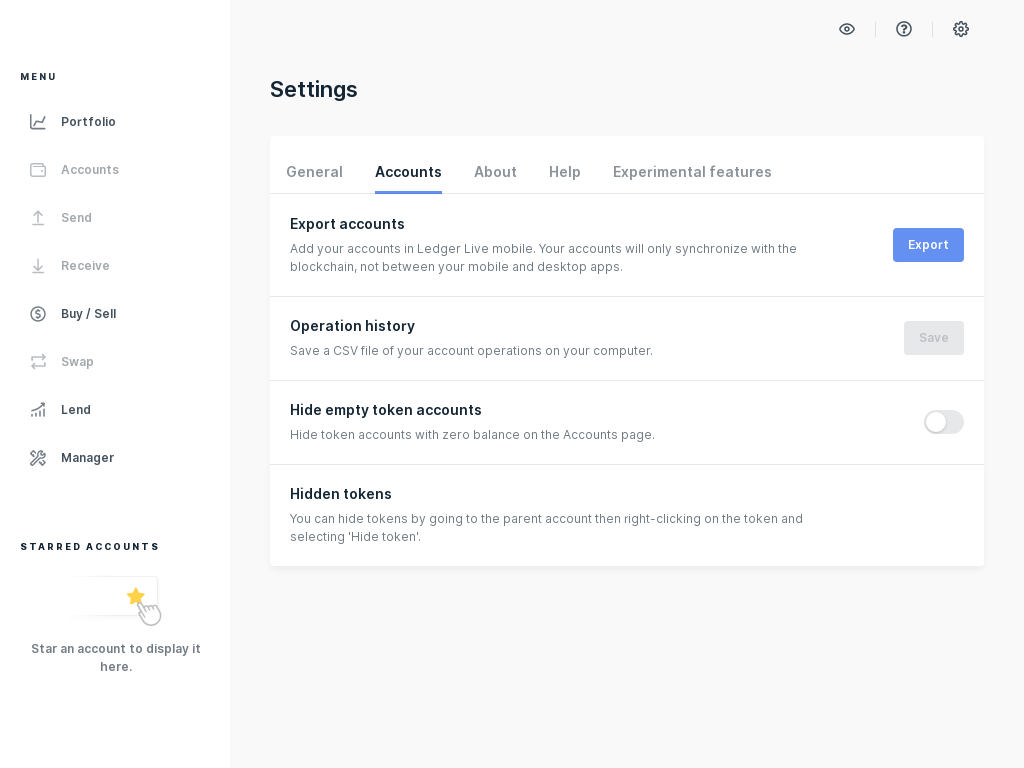 MENU
Portfolio
Accounts
Send
Receive
Buy / Sell
Swap
Lend
Manager
STARRED ACCOUNTS
Star an account to display it
here.
Settings
General Accounts About Help Experimental features
Export accounts
Add your accounts in Ledger Live mobile. Your accounts will only synchronize with the
blockchain, not between your mobile and desktop apps.
Export
Operation history
Save a CSV file of your account operations on your computer.
Save
Hide empty token accounts
Hide token accounts with zero balance on the Accounts page.
Hidden tokens
You can hide tokens by going to the parent account then right-clicking on the token and
selecting 'Hide token'.